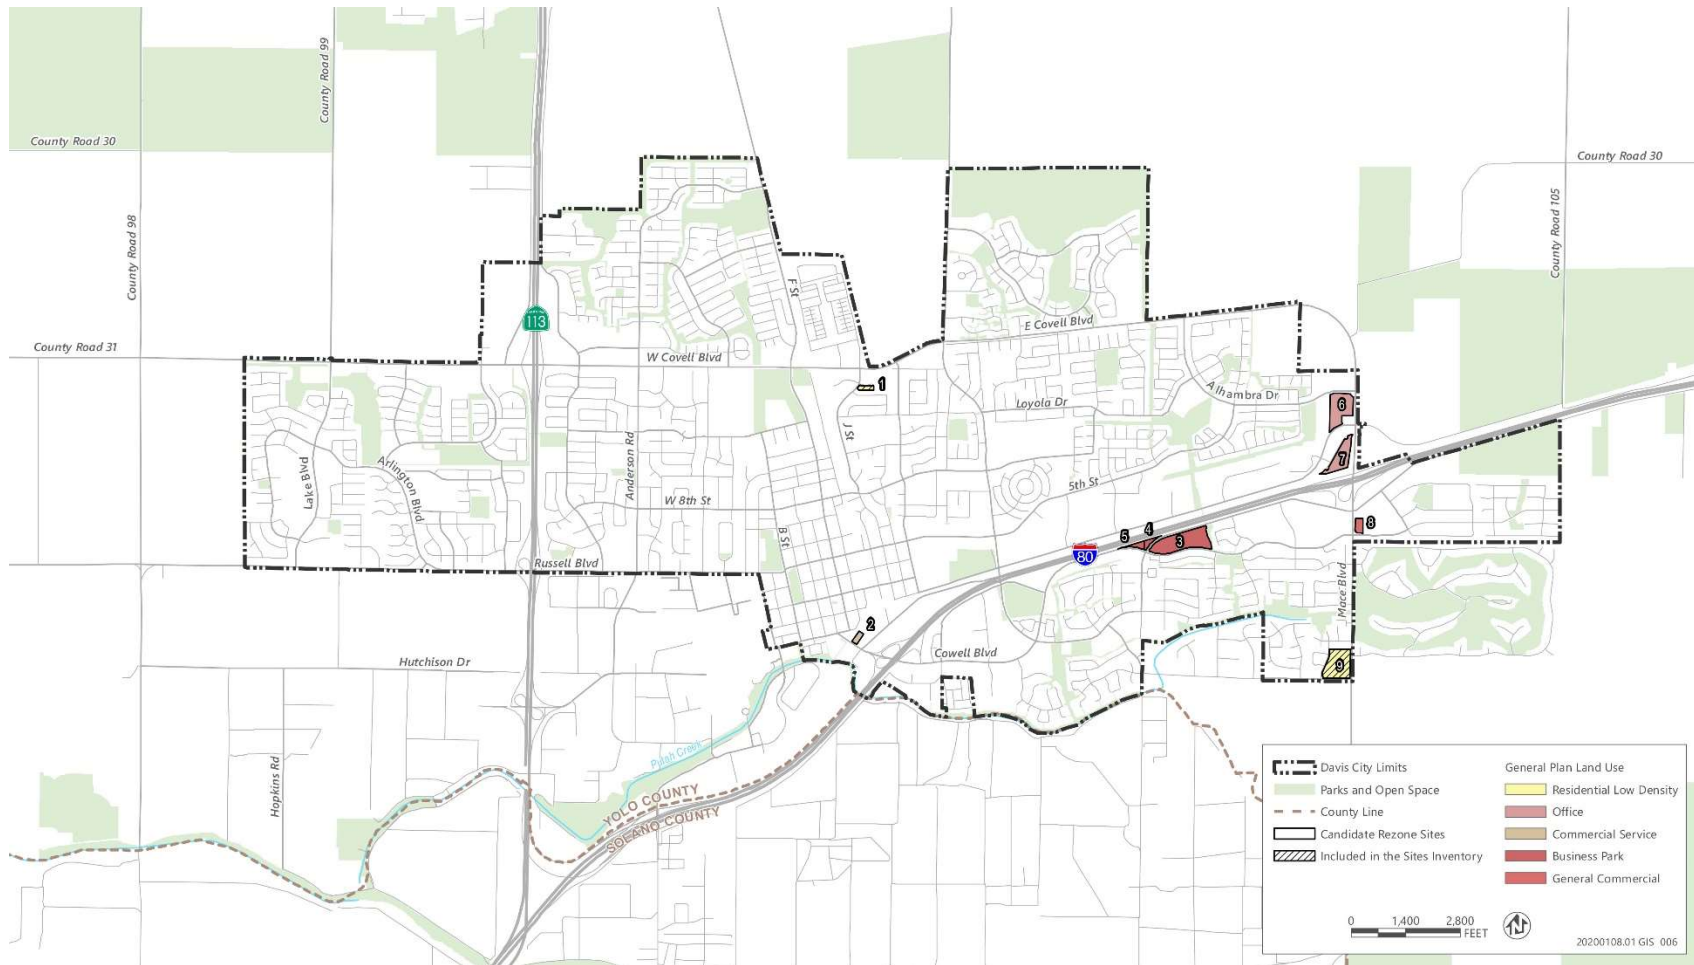 County Road 99
County Road 30
County Road 30
County Road 98
County Road 105
F St
113
E Covell Blvd
County Road 31
W Covell Blvd
1
Alhambra Dr
6
Loyola Dr
J St
Anderson Rd
Arlington Blvd
Lake Blvd
7
5th St
W 8th St
B St
8
4
5
3
80
Russell Blvd
Mace Blvd
2
Cowell Blvd
Hutchison Dr
9
Putah Creek
Hopkins Rd
YOLO COUNTY
SOLANO COUNTY
Davis City Limits
Parks and Open Space
County Line
Candidate Rezone Sites
Included in the Sites Inventory
General Plan Land Use
Residential Low Density
Office
Commercial Service
Business Park
General Commercial
0 1,400 2,800
FEET
N
20200108.01 GIS 006